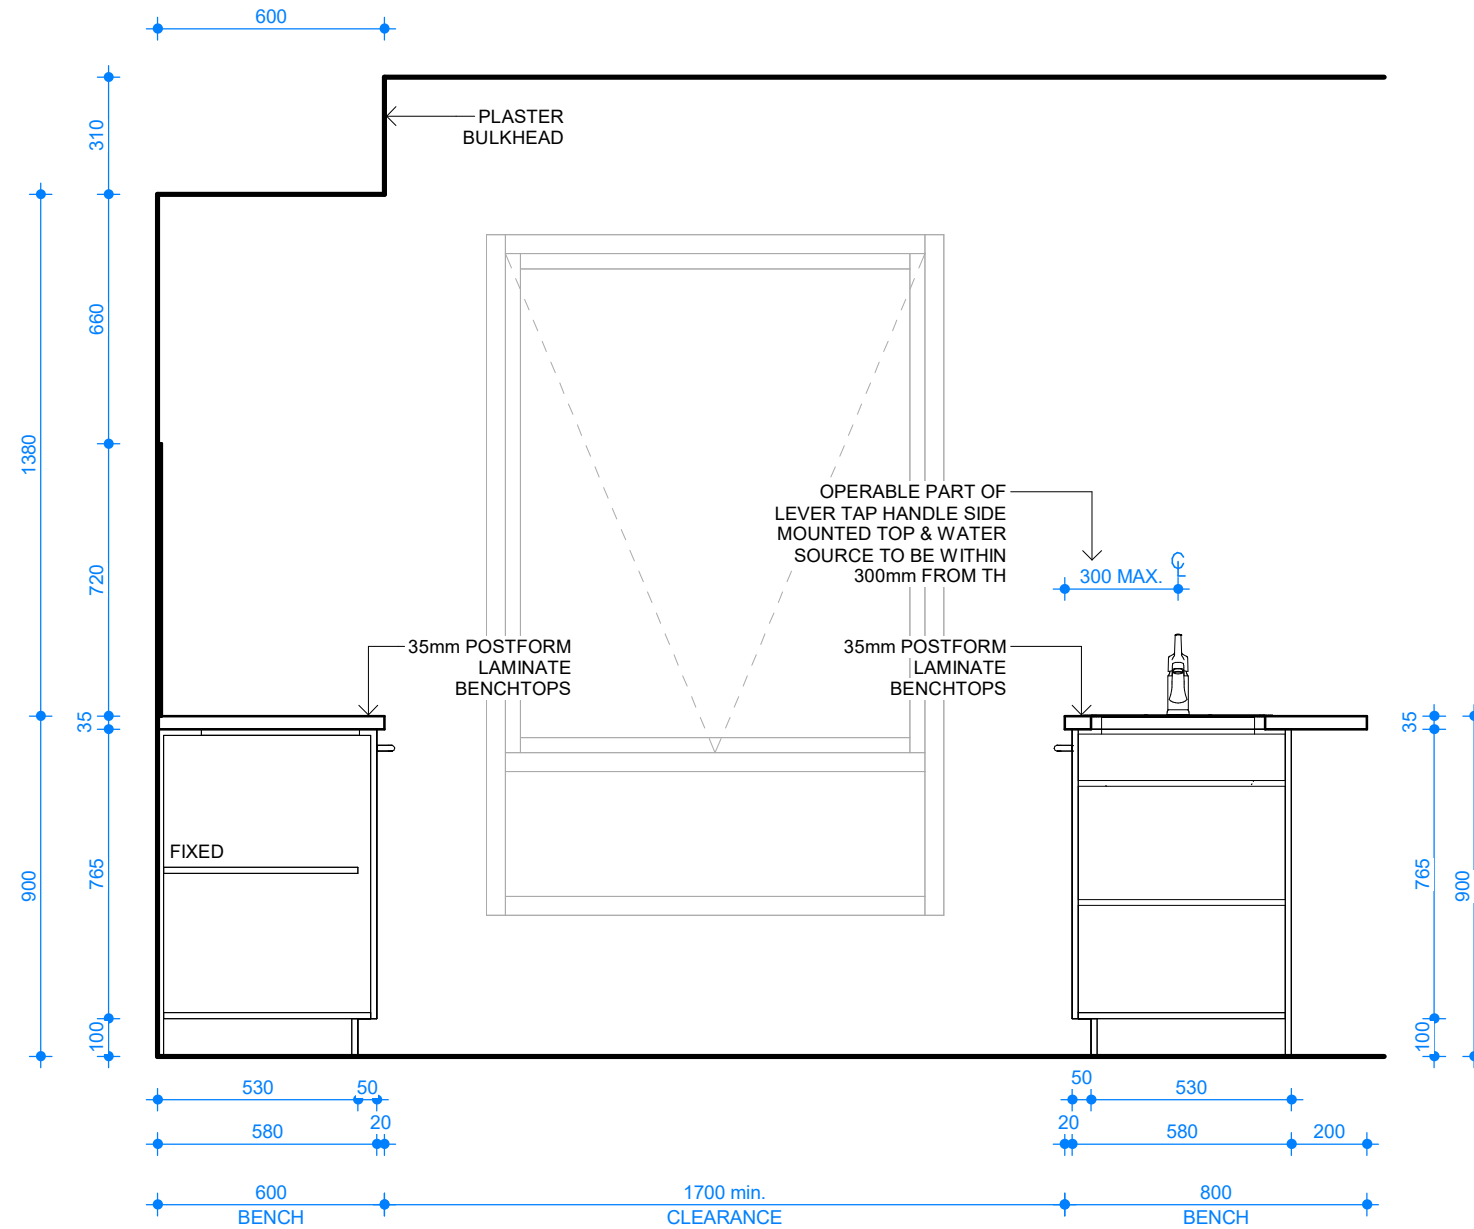 600
310
PLASTER
BULKHEAD
660
1380
OPERABLE PART OF
LEVER TAP HANDLE SIDE
MOUNTED TOP & WATER
SOURCE TO BE WITHIN
300mm FROM TH
300 MAX.
720
35mm POSTFORM
LAMINATE
BENCHTOPS
35mm POSTFORM
LAMINATE
BENCHTOPS
35
35
FIXED
765
900
765
900
100
100
530
50
50
530
580
20
20
580
200
600
BENCH
1700 min.
CLEARANCE
800
BENCH